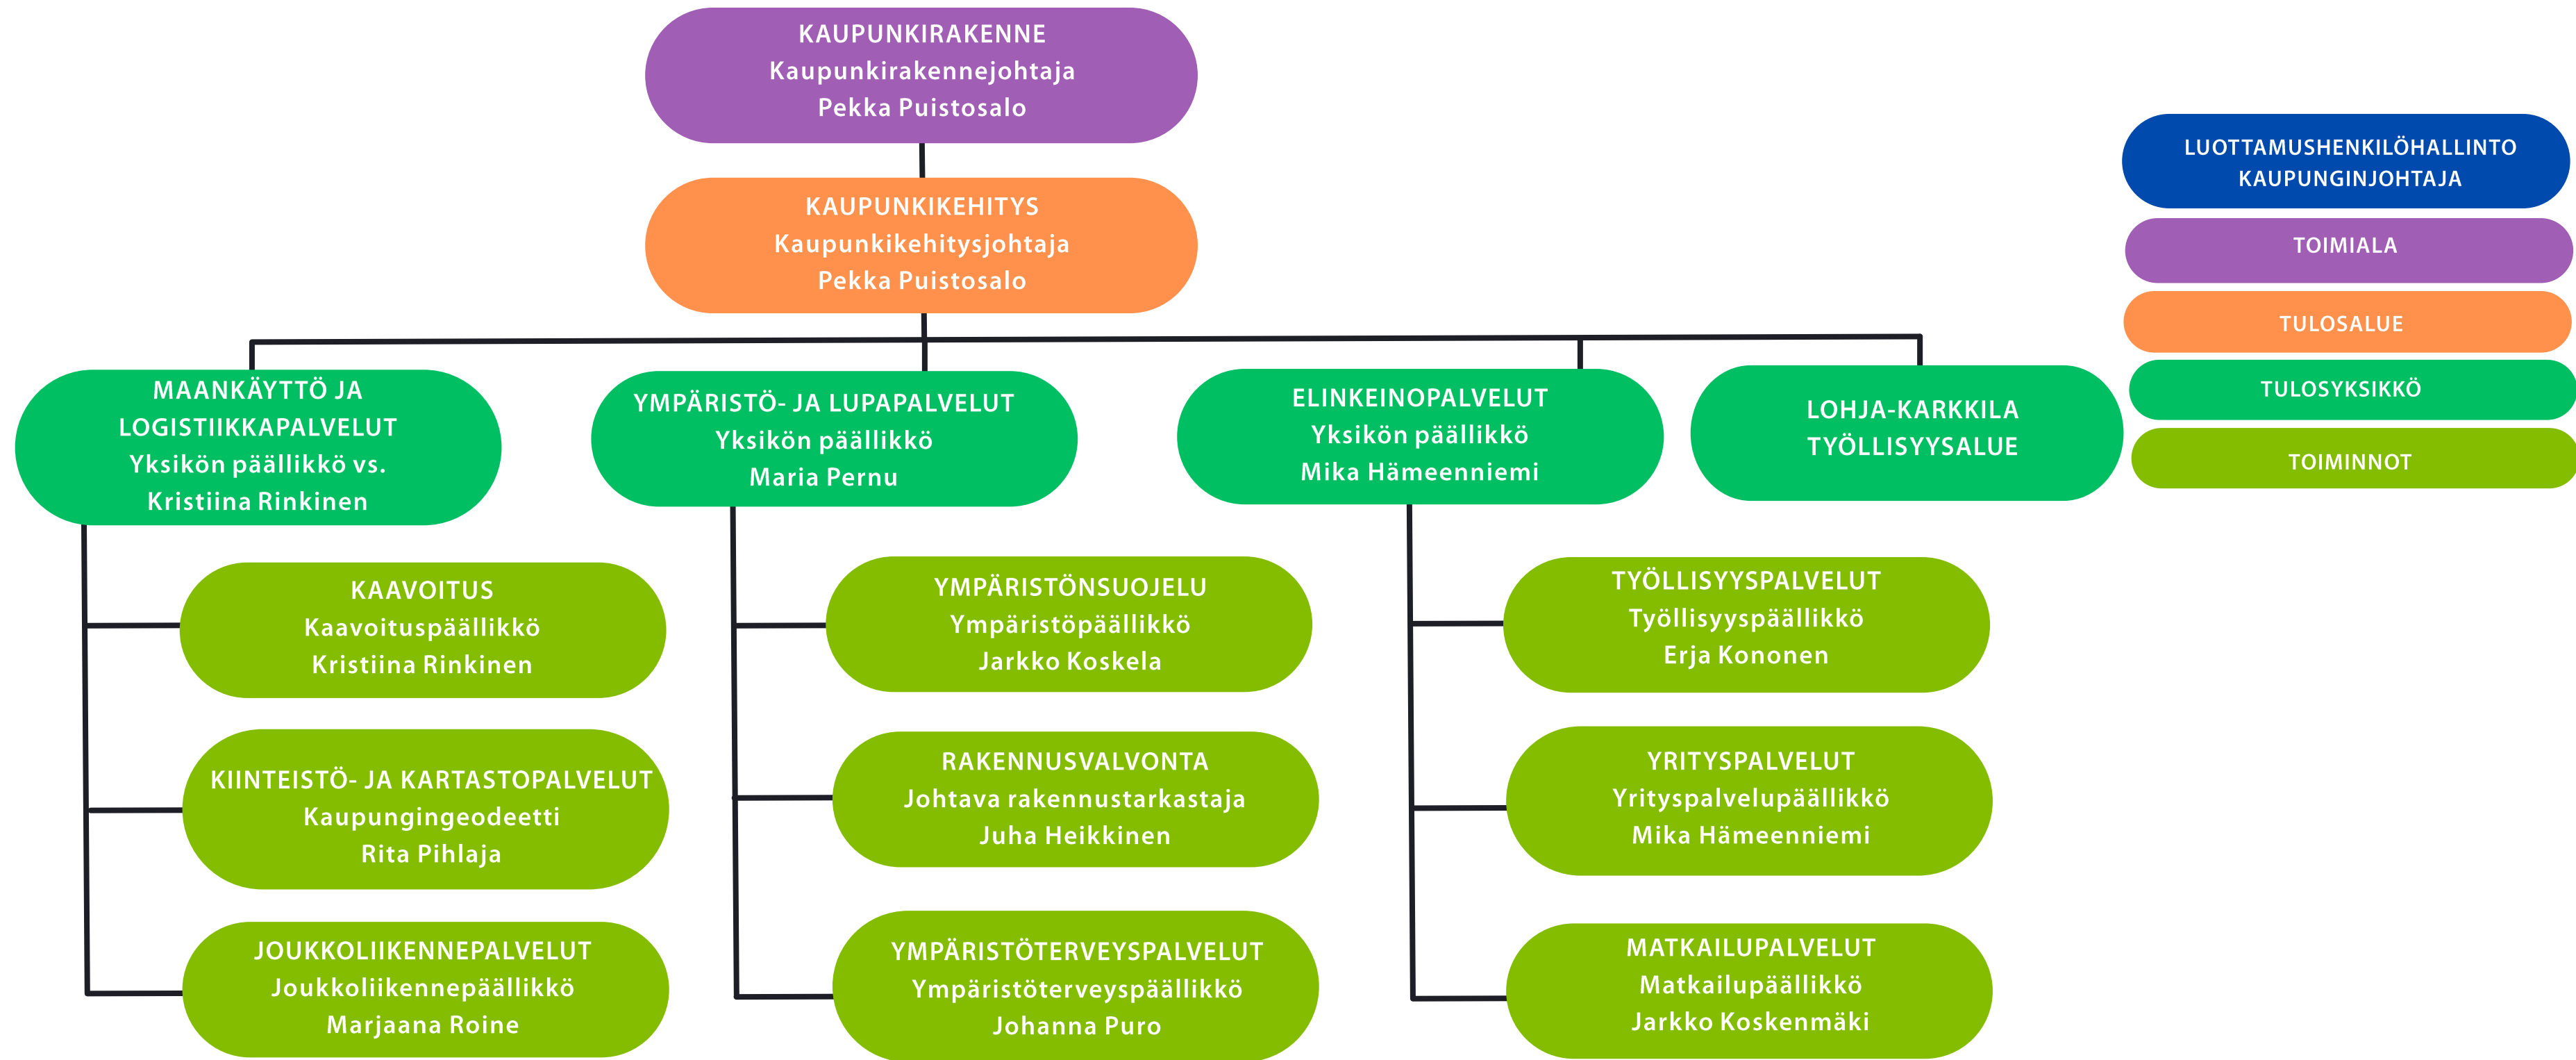 KAUPUNKIRAKENNE
Kaupunkirakennejohtaja
Pekka Puistosalo
KAUPUNKIKEHITYS
Kaupunkikehitysjohtaja
Pekka Puistosalo
MAANKÄYTTÖ JA
LOGISTIIKKAPALVELUT
Yksikön päällikkö vs.
Kristiina Rinkinen
KAAVOITUS
Kaavoituspäällikkö
Kristiina Rinkinen
KIINTEISTÖ- JA KARTASTOPALVELUT
Kaupungingeodeetti
Rita Pihlaja
JOUKKOLIIKENNEPALVELUT
Joukkoliikennepäällikkö
Marjaana Roine
YMPÄRISTÖ- JA LUPAPALVELUT
Yksikön päällikkö
Maria Pernu
YMPÄRISTÖNSUOJELU
Ympäristöpäällikkö
Jarkko Koskela
RAKENNUSVALVONTA
Johtava rakennustarkastaja
Juha Heikkinen
YMPÄRISTÖTERVEYSPALVELUT
Ympäristöterveyspäällikkö
Johanna Puro
ELINKEINOPALVELUT
Yksikön päällikkö
Mika Hämeenniemi
TYÖLLISYYSPALVELUT
Työllisyyspäällikkö
Erja Kononen
YRITYSPALVELUT
Yrityspalvelupäällikkö
Mika Hämeenniemi
MATKAILUPALVELUT
Matkailupäällikkö
Jarkko Koskenmäki
LOHJA-KARKKILA
TYÖLLISYYSALUE
LUOTTAMUSHENKILÖHALLINTO
KAUPUNGINJOHTAJA
TOIMIALA
TULOSALUE
TULOSYKSIKKÖ
TOIMINNOT